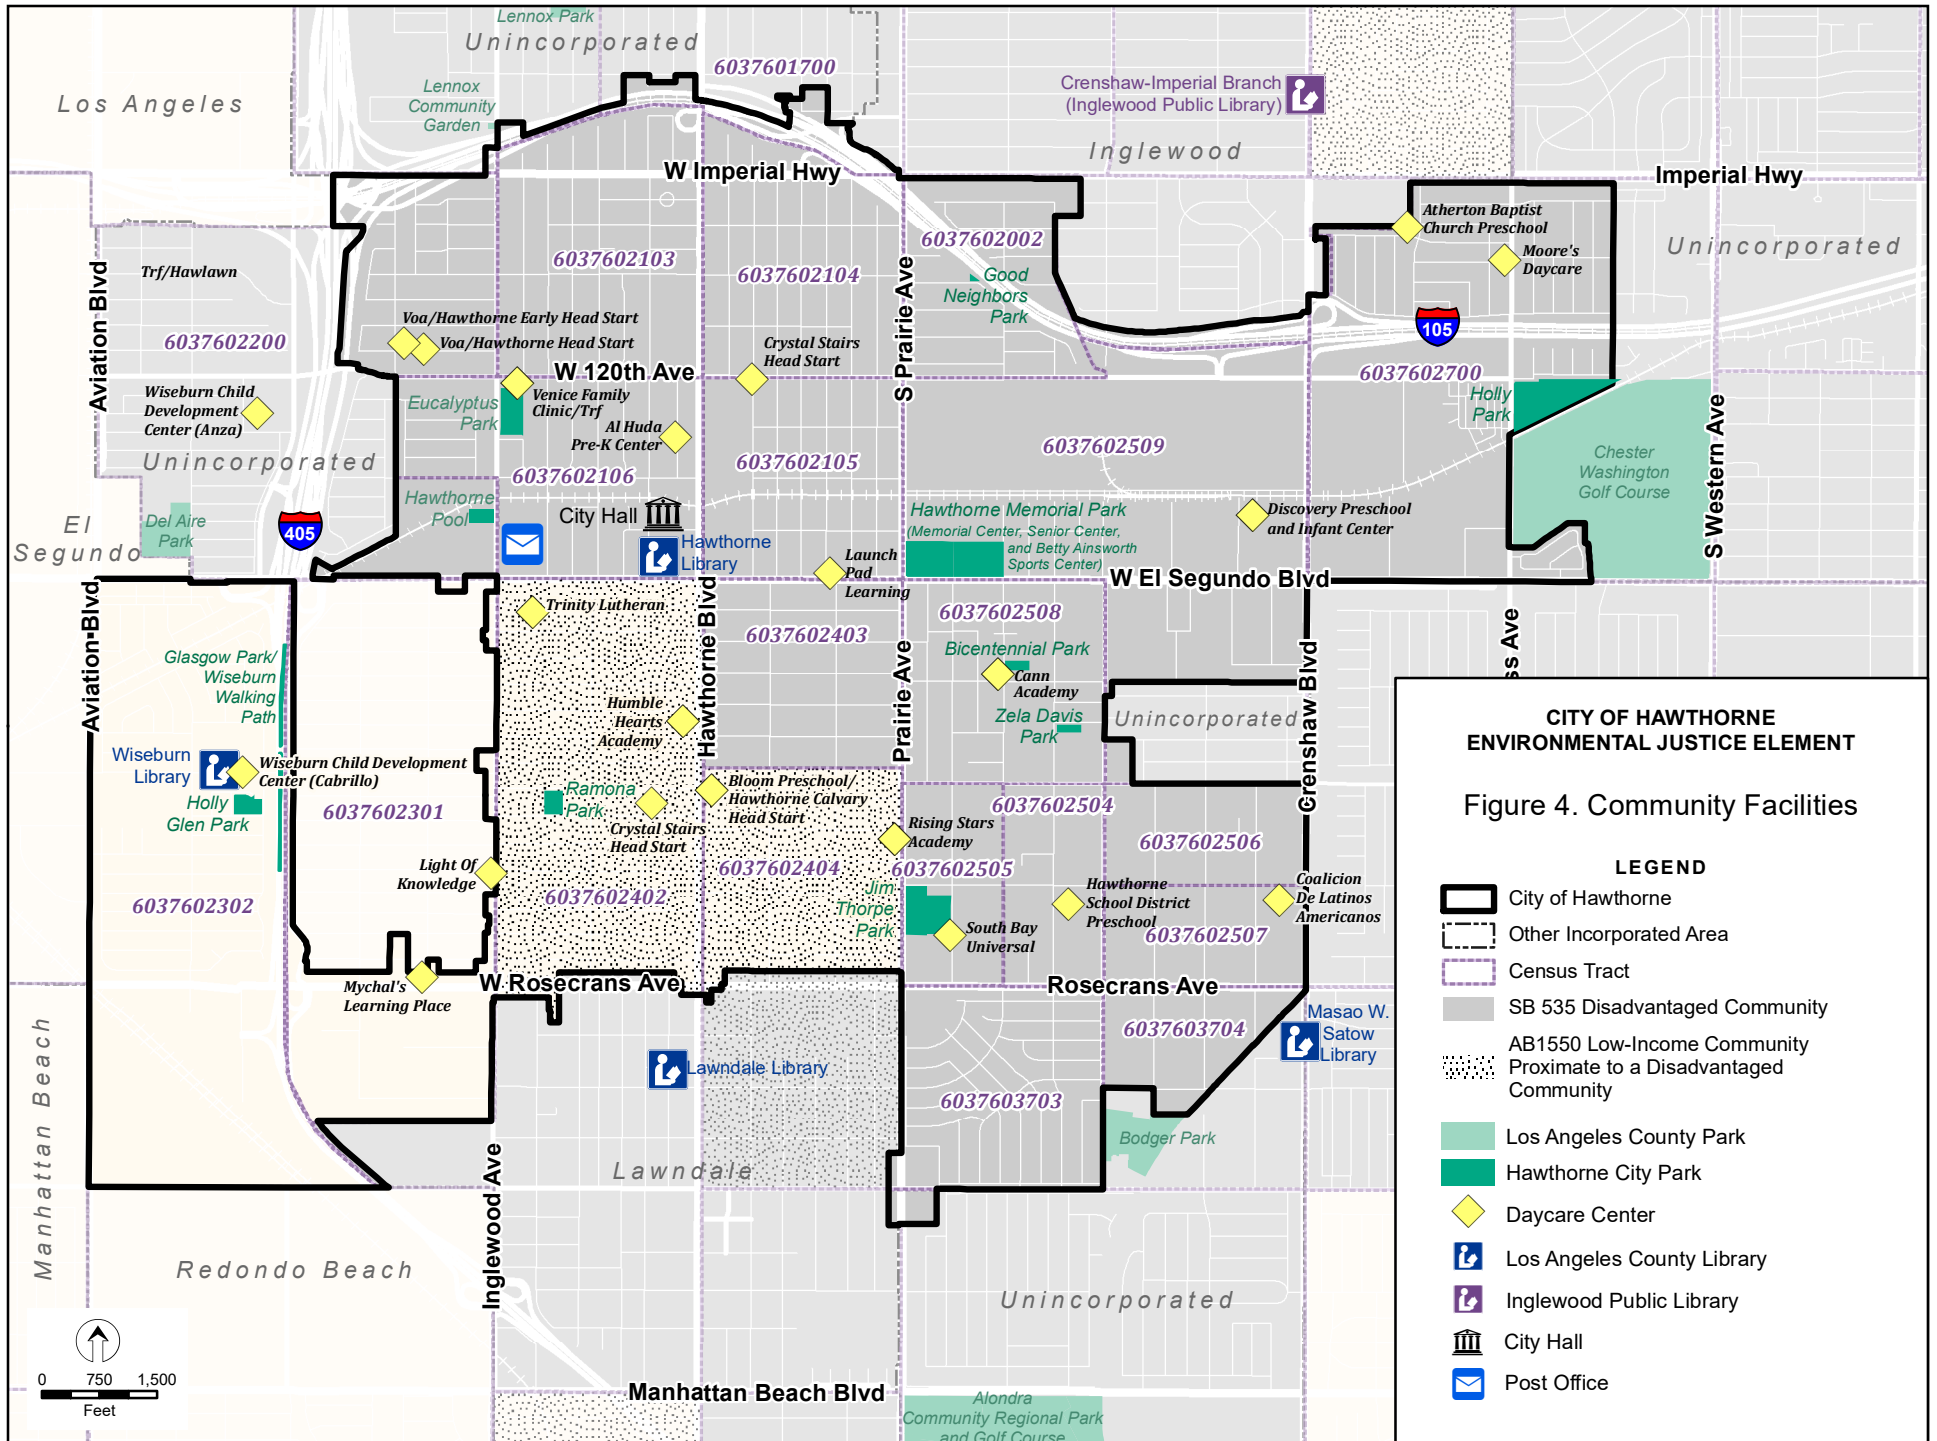 Lennox Park
Unincorporated
6037601700
Los Angeles
Lennox
Community
Garden
Crenshaw-Imperial Branch
(Inglewood Public Library)
Inglewood
W Imperial Hwy
Imperial Hwy
Atherton Baptist
Church Preschool
Moore's
Daycare
Unincorporated
6037602103
6037602104
6037602002
Good
Neighbors
Park
Trf/Hawlawn
Aviation Blvd
S Prairie Ave
6037602200
Voa/Hawthorne Early Head Start
Voa/Hawthorne Head Start
Crystal Stairs
Head Start
105
W 120th Ave
6037602700
Wiseburn Child
Development
Center (Anza)
Unincorporated
Eucalyptus
Park
Venice Family
Clinic/Trf
Al Huda
Pre-K Center
Holly
Park
6037602509
6037602105
6037602106
Chester
Washington
Golf Course
S Western Ave
Hawthorne
Pool
City Hall
Hawthorne Memorial Park
(Memorial Center, Senior Center,
and Betty Ainsworth
Sports Center)
Discovery Preschool
and Infant Center
Del Aire
Park
El
Segundo
405
Hawthorne
Library
Launch
Pad
Learning
W El Segundo Blvd
Aviation Blvd
Trinity Lutheran
Hawthorne Blvd
6037602403
6037602508
Prairie Ave
Bicentennial Park
Cann
Academy
Zela Davis
Park
Unincorporated
Crenshaw Blvd
ss Ave
Glasgow Park/
Wiseburn
Walking
Path
Humble
Hearts
Academy
Wiseburn
Library
Wiseburn Child Development
Center (Cabrillo)
Holly
Glen Park
6037602301
Ramona
Park
Crystal Stairs
Head Start
Bloom Preschool/
Hawthorne Calvary
Head Start
6037602504
6037602506
Rising Stars
Academy
6037602505
6037602404
Light Of
Knowledge
6037602402
6037602302
Jim
Thorpe
Park
Hawthorne
School District
Preschool
Coalicion
De Latinos
Americanos
South Bay
Universal
6037602507
Mychal's
Learning Place
W Rosecrans Ave
Rosecrans Ave
6037603704
Masao W.
Satow
Library
Lawndale Library
6037603703
Bodger Park
Manhattan Beach
Lawndale
Inglewood Ave
Redondo Beach
Unincorporated
Manhattan Beach Blvd
Alondra
Community Regional Park
and Golf Course
0 750 1,500
Feet
CITY OF HAWTHORNE
ENVIRONMENTAL JUSTICE ELEMENT
Figure 4. Community Facilities
LEGEND
City of Hawthorne
Other Incorporated Area
Census Tract
SB 535 Disadvantaged Community
AB1550 Low-Income Community
Proximate to a Disadvantaged
Community
Los Angeles County Park
Hawthorne City Park
Daycare Center
Los Angeles County Library
Inglewood Public Library
City Hall
Post Office